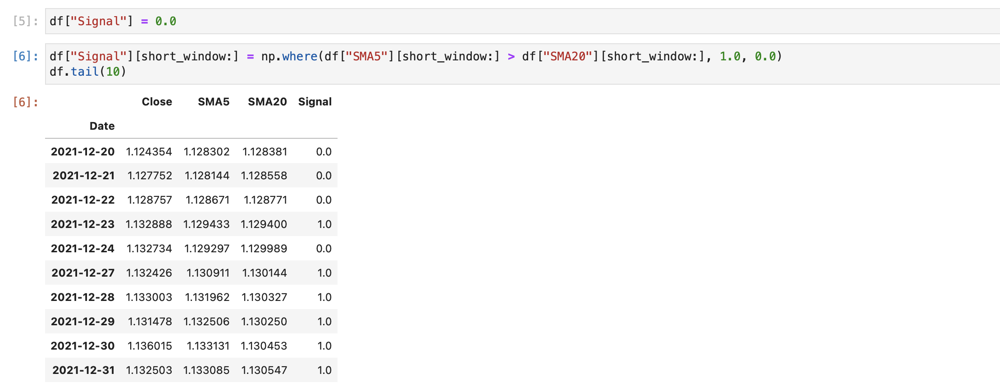 [5]: df["Signal"] = 0.0
[6]: df["Signal"][short_window:] = np.where(df["SMA5"][short_window:] > df["SMA20"][short_window:], 1.0, 0.0)
df.tail(10)
[6]: Close SMA5 SMA20 Signal
Date
2021-12-20 1.124354 1.128302 1.128381 0.0
2021-12-21 1.127752 1.128144 1.128558 0.0
2021-12-22 1.128757 1.128671 1.128771 0.0
2021-12-23 1.132888 1.129433 1.129400 1.0
2021-12-24 1.132734 1.129297 1.129989 0.0
2021-12-27 1.132426 1.130911 1.130144 1.0
2021-12-28 1.133003 1.131962 1.130327 1.0
2021-12-29 1.131478 1.132506 1.130250 1.0
2021-12-30 1.136015 1.133131 1.130453 1.0
2021-12-31 1.132503 1.133085 1.130547 1.0